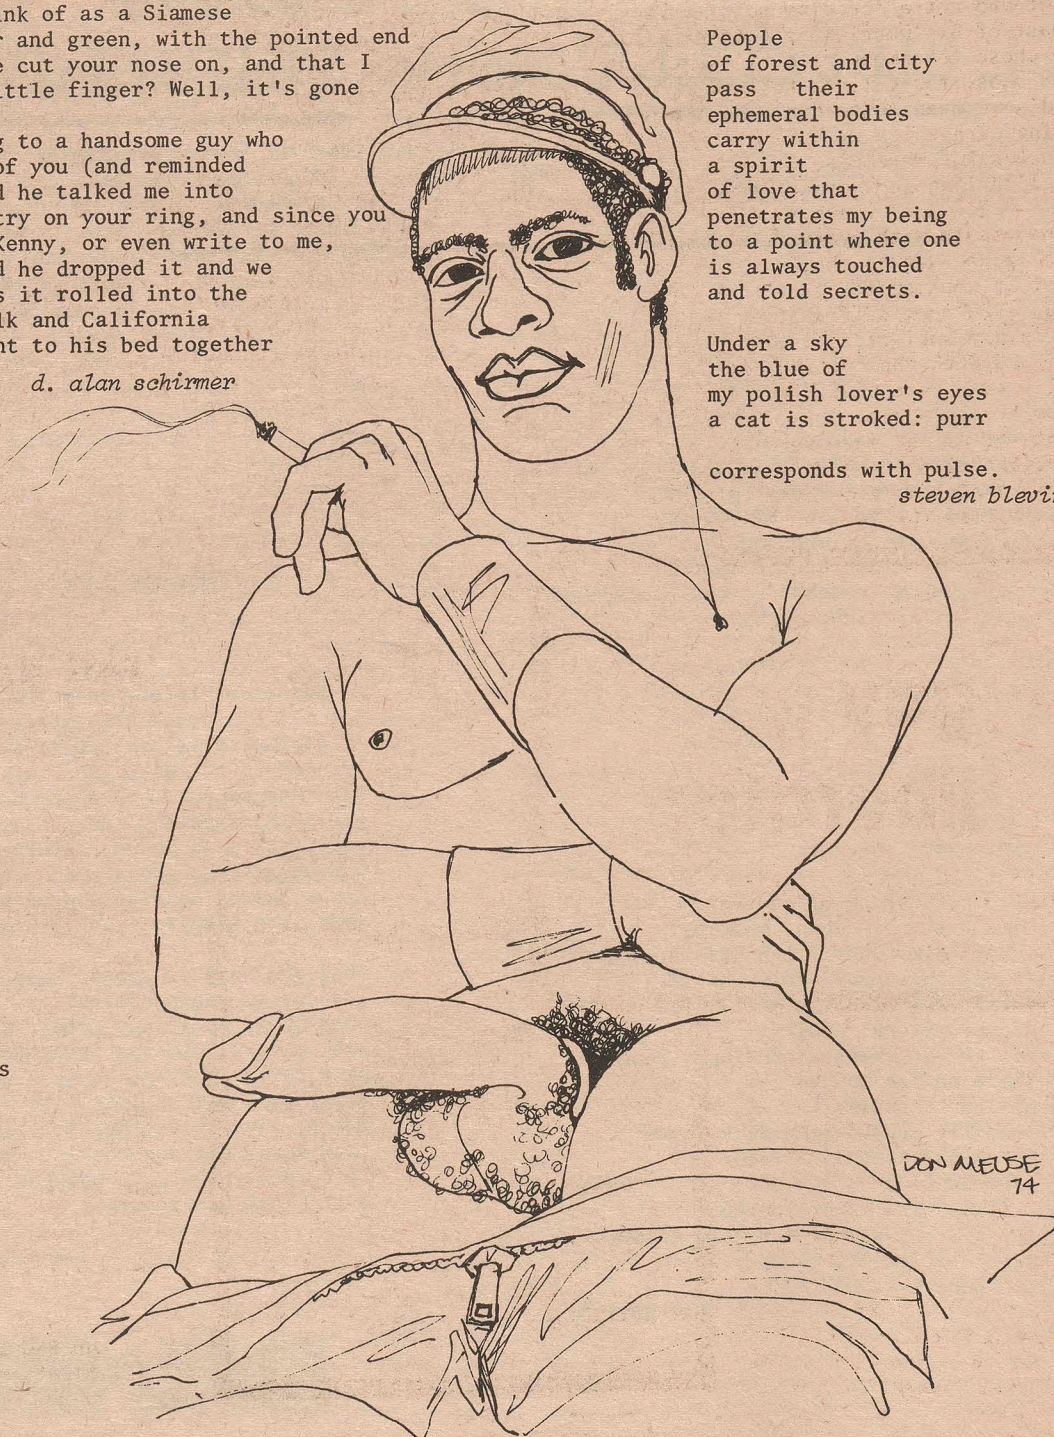 ink of as a Siamese
r and green, with the pointed end
e cut your nose on, and that I
ittle finger? Well, it's gone
g to a handsome guy who
of you (and reminded
d he talked me into
try on your ring, and since you
Kenny, or even write to me,
d he dropped it and we
s it rolled into the
lk and California
nt to his bed together
d. alan schirmer
s
People
of forest and city
pass their
ephemeral bodies
carry within
a spirit
of love that
penetrates my being
to a point where one
is always touched
and told secrets.
Under a sky
the blue of
my polish lover's eyes
a cat is stroked: purr
corresponds with pulse.
steven blevi
DON MEUSE
74